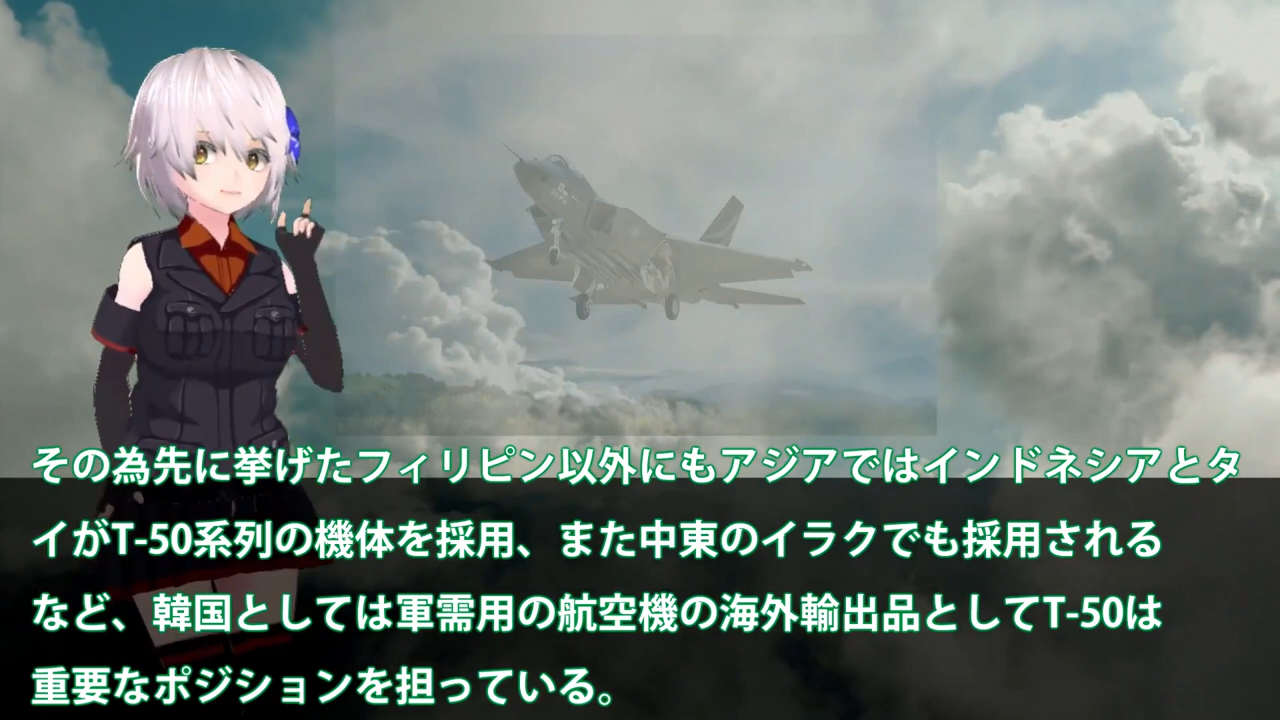 その為先に挙げたフィリピン以外にもアジアではインドネシアとタ
イがT-50系列の機体を採用、また中東のイラクでも採用される
など、韓国としては軍需用の航空機の海外輸出品としてT-50は
重要なポジションを担っている。